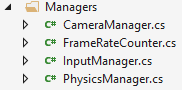 Managers
C# CameraManager.cs
C# FrameRateCounter.cs
C# InputManager.cs
C# PhysicsManager.cs